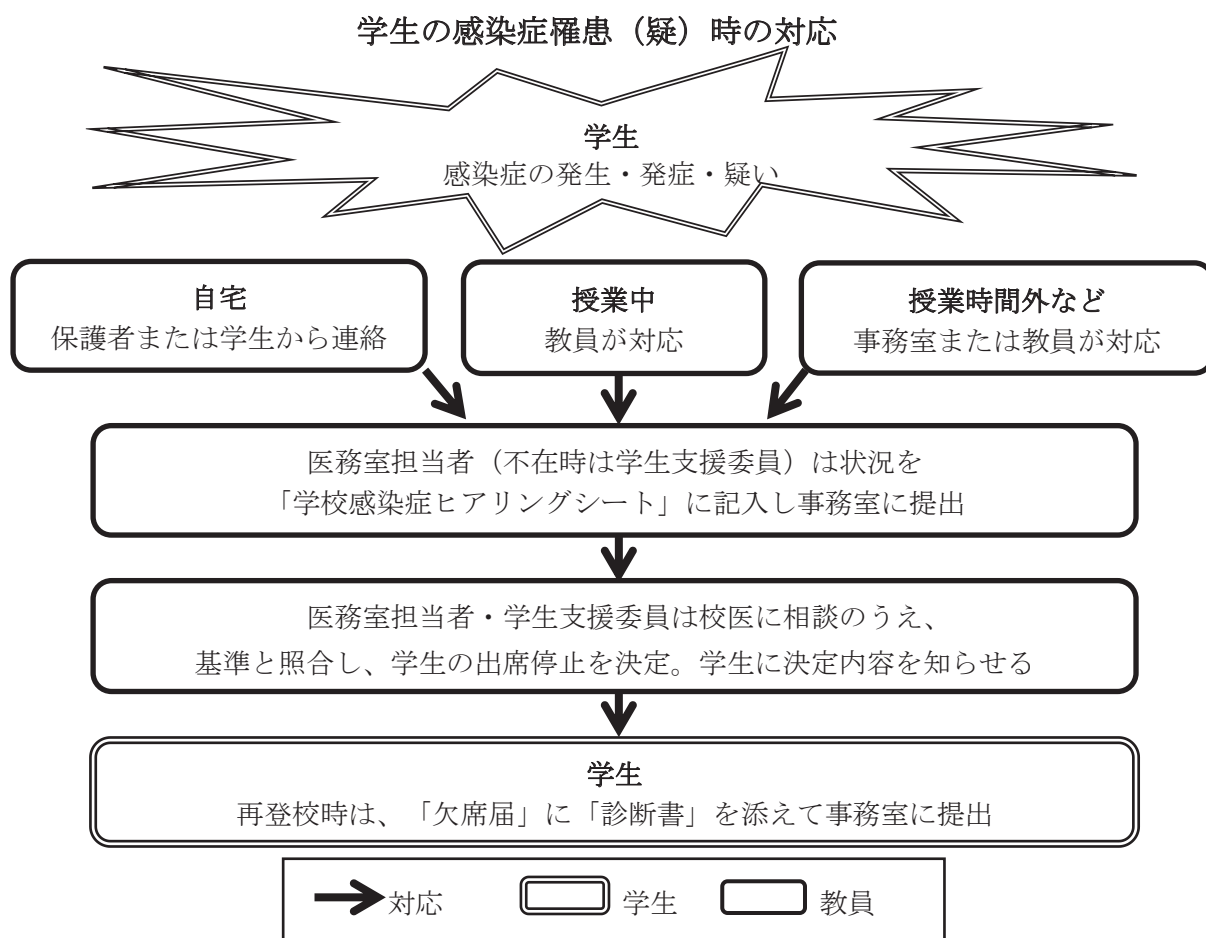 学生の感染症罹患（疑）時の対応
学生
感染症の発生・発症・疑い
自宅
保護者または学生から連絡
授業中
教員が対応
授業時間外など
事務室または教員が対応
医務室担当者（不在時は学生支援委員）は状況を
「学校感染症ヒアリングシート」に記入し事務室に提出
医務室担当者・学生支援委員は校医に相談のうえ、
基準と照合し、学生の出席停止を決定。学生に決定内容を知らせる
学生
再登校時は、「欠席届」に「診断書」を添えて事務室に提出
対応
学生
教員